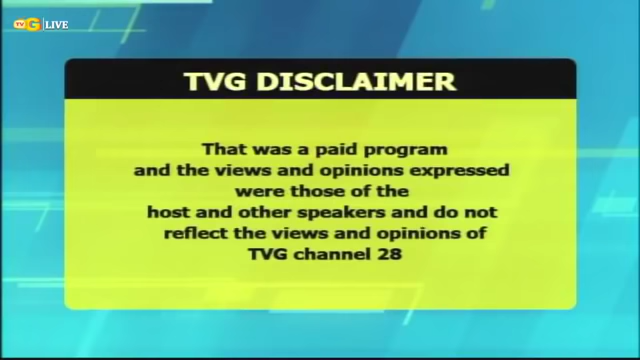 TVG LIVE
TVG DISCLAIMER
That was a paid program
and the views and opinions expressed
were those of the
host and other speakers and do not
reflect the views and opinions of
TVG channel 28